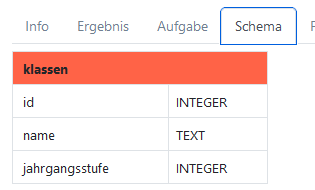 Info Ergebnis Aufgabe Schema
klassen
id INTEGER
name TEXT
jahrgangsstufe INTEGER